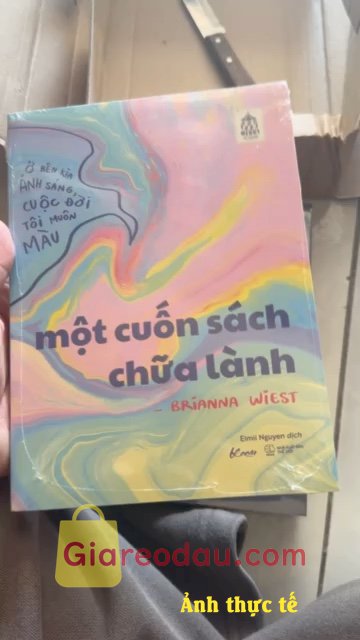 Ở BÊN KIA
ÁNH SÁNG,
CUỘC ĐỜI
TÔI MUÔN
MÀU
một cuốn sách
chữa lành
- BRIANNA WIEST
Elmii Nguyen dịch
Giareodau.com
Ảnh thực tế